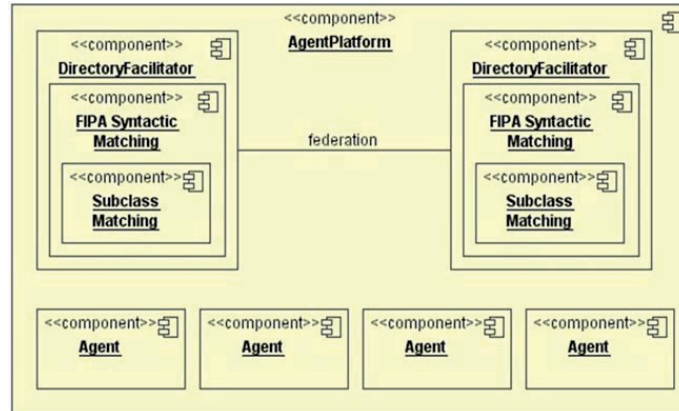 <<component>>
AgentPlatform
<<component>>
DirectoryFacilitator
<<component>>
FIPA Syntactic
Matching
<<component>>
Subclass
Matching
federation
<<component>>
DirectoryFacilitator
<<component>>
FIPA Syntactic
Matching
<<component>>
Subclass
Matching
<<component>>
Agent
<<component>>
Agent
<<component>>
Agent
<<component>>
Agent